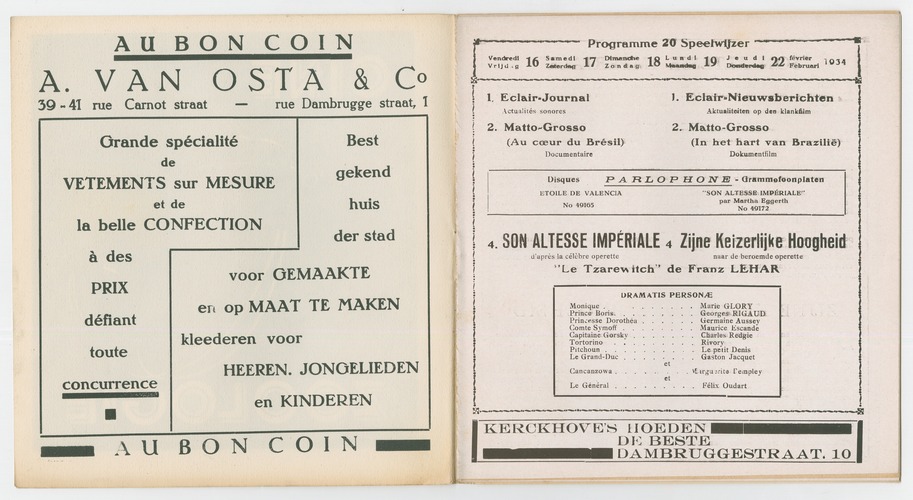 AU BON COIN
A. VAN OSTA & Co
39-41 rue Carnot straat — rue Dambrugge straat, 1
Grande spécialité
de
VETEMENTS sur MESURE
et de
la belle CONFECTION
à des
PRIX
défiant
toute
concurrence
Best
gekend
huis
der stad
voor GEMAAKTE
en op MAAT TE MAKEN
kleederen voor
HEEREN. JONGELIEDEN
en KINDEREN
AU BON COIN
Programme 20 Speelwijzer
Vendredi 16 Samedi 17 Dimanche 18 Lundi 19 Jeudi 22 février 1934
Vrijdag Zaterdag Zondag Maandag Donderdag Februari
1. Eclair-Journal
Actualités sonores
2. Matto-Grosso
(Au cœur du Brésil)
Documentaire
1. Eclair-Nieuwsberichten
Aktualiteiten op den klankfilm
2. Matto-Grosso
(In het hart van Brazilië)
Dokumentfilm
Disques PARLOPHONE - Grammofoonplaten
ETOILE DE VALENCIA
No 49165
"SON ALTESSE IMPÉRIALE"
par Martha Eggerth
No 49172
4. SON ALTESSE IMPÉRIALE 4 Zijne Keizerlijke Hoogheid
d'après la célèbre operette naar de beroemde operette
"Le Tzarewitch" de Franz LEHAR
DRAMATIS PERSONÆ
Monique . . . . . . . Marie GLORY
Prince Boris . . . . . . . Georges RIGAUD
Princesse Dorothéa . . . . . . . Germaine Aussey
Comte Symoff . . . . . . . Maurice Escande
Capitaine Gorsky . . . . . . . Charles Redgie
Tortorino . . . . . . . Rivory
Pitchoun . . . . . . . Le petit Denis
Le Grand-Duc . . . . . . . Gaston Jacquet
et
Cancanzowa . . . . . . . Marguerite Templey
et
Le Général . . . . . . . Félix Oudart
KERCKHOVE'S HOEDEN
DE BESTE
DAMBRUGGESTRAAT. 10